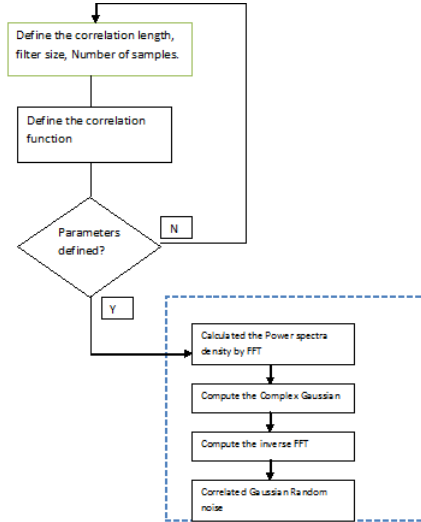 Define the correlation length,
filter size, Number of samples.
Define the correlation
function
Parameters
defined?
N
Y
Calculated the Power spectra
density by FFT
Compute the Complex Gaussian
Compute the inverse FFT
Correlated Gaussian Random
noise